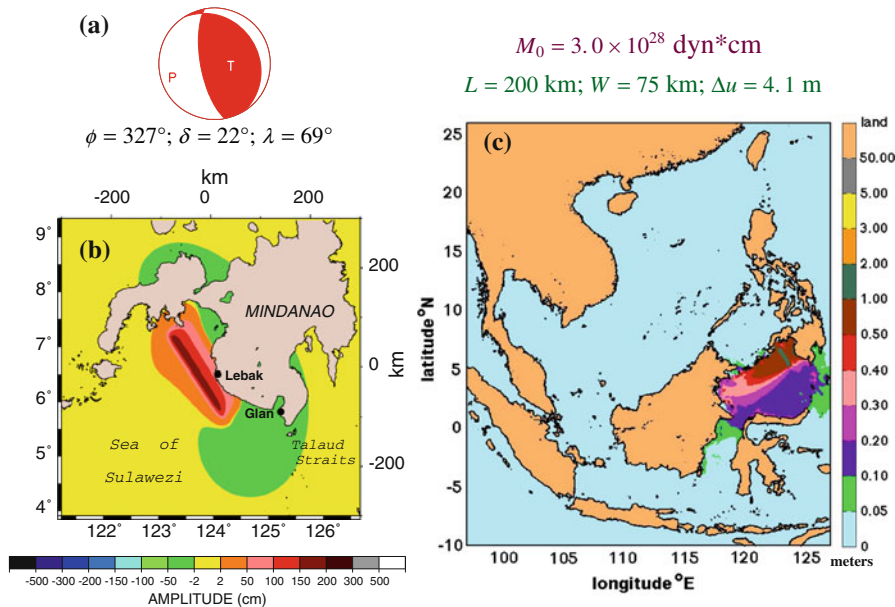 (a)
P
T
ϕ = 327°; δ = 22°; λ = 69°
M₀ = 3.0 × 10²⁸ dyn*cm
L = 200 km; W = 75 km; Δu = 4.1 m
km
-200 0 200
(b)
9°
8°
7°
6°
5°
4°
MINDANAO
Lebak
Glan
Sea of
Sulawezi
Talaud
Straits
200
0
-200
km
122° 123° 124° 125° 126°
-500 -300 -200 -150 -100 -50 -2 2 50 100 150 200 300 500
AMPLITUDE (cm)
(c)
25
20
15
10
5
0
-5
-10
latitude°N
100 105 110 115 120 125
longitude°E
land
50.00
5.00
3.00
2.00
1.00
0.50
0.40
0.30
0.20
0.10
0.05
0
meters